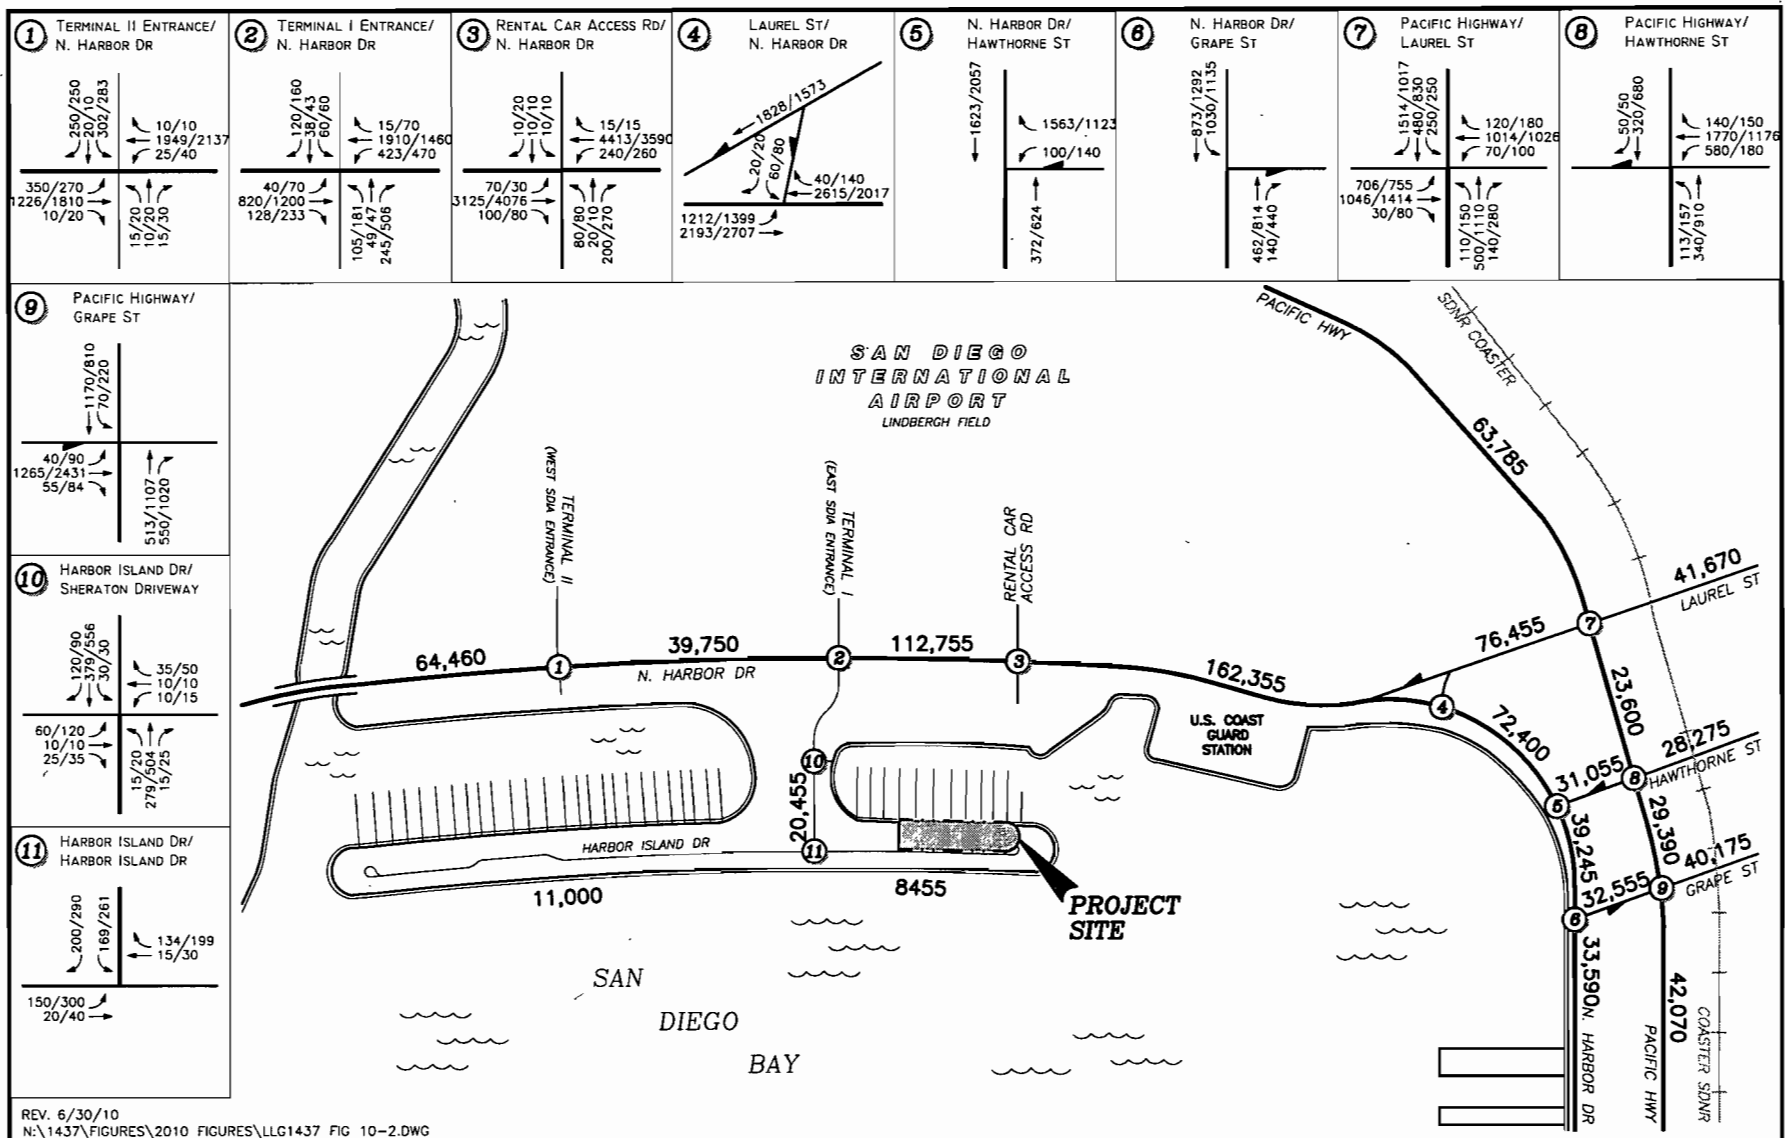 1 TERMINAL II ENTRANCE/
N. HARBOR DR
250/250
20/10
302/283
10/10
1949/2137
25/40
350/270
1226/1810
10/20
15/20
10/20
15/30
2 TERMINAL I ENTRANCE/
N. HARBOR DR
120/160
38/43
60/60
15/70
1910/1460
423/470
40/70
820/1200
128/233
105/181
49/47
245/506
3 RENTAL CAR ACCESS RD/
N. HARBOR DR
10/20
10/10
10/10
15/15
4413/3590
240/260
70/30
3125/4076
100/80
80/80
20/10
200/270
4 LAUREL ST/
N. HARBOR DR
1828/1573
20/20
60/80
40/140
2615/2017
1212/1399
2193/2707
5 N. HARBOR DR/
HAWTHORNE ST
1623/2057
1563/1123
100/140
372/624
6 N. HARBOR DR/
GRAPE ST
873/1292
1030/1135
462/814
140/440
7 PACIFIC HIGHWAY/
LAUREL ST
1514/1017
480/830
250/250
120/180
1014/1026
70/100
706/755
1046/1414
30/80
110/150
500/1110
140/280
8 PACIFIC HIGHWAY/
HAWTHORNE ST
50/50
320/680
140/150
1770/1176
580/180
113/157
340/910
9 PACIFIC HIGHWAY/
GRAPE ST
1170/810
70/220
40/90
1265/2431
55/84
513/1107
550/1020
10 HARBOR ISLAND DR/
SHERATON DRIVEWAY
120/90
379/556
30/30
35/50
10/10
10/15
60/120
10/10
25/35
15/20
279/504
15/25
11 HARBOR ISLAND DR/
HARBOR ISLAND DR
200/290
169/261
134/199
15/30
150/300
20/40
SAN DIEGO
INTERNATIONAL
AIRPORT
LINDBERGH FIELD
PACIFIC HWY
SDNR COASTER
63,785
TERMINAL II
(WEST SDIA ENTRANCE)
TERMINAL I
(EAST SDIA ENTRANCE)
RENTAL CAR
ACCESS RD
41,670
LAUREL ST
76,455
7
64,460
1
39,750
N. HARBOR DR
2
112,755
3
162,355
4
72,400
23,600
U.S. COAST
GUARD
STATION
28,275
HAWTHORNE ST
31,055
8
5
10
20,455
11
HARBOR ISLAND DR
11,000
8455
PROJECT
SITE
39,245
29,390
40,175
GRAPE ST
32,555
9
6
33,590
N. HARBOR DR
42,070
PACIFIC HWY
COASTER SDNR
SAN
DIEGO
BAY
REV. 6/30/10
N:\1437\FIGURES\2010 FIGURES\LLG1437 FIG 10-2.DWG